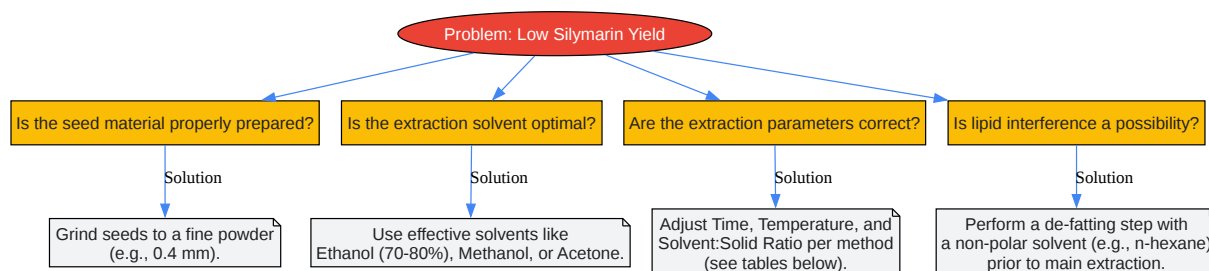 Problem: Low Silymarin Yield
Is the seed material properly prepared?
Is the extraction solvent optimal?
Are the extraction parameters correct?
Is lipid interference a possibility?
Solution
Solution
Solution
Solution
Grind seeds to a fine powder
(e.g., 0.4 mm).
Use effective solvents like
Ethanol (70-80%), Methanol, or Acetone.
Adjust Time, Temperature, and
Solvent:Solid Ratio per method
(see tables below).
Perform a de-fatting step with
a non-polar solvent (e.g., n-hexane)
prior to main extraction.